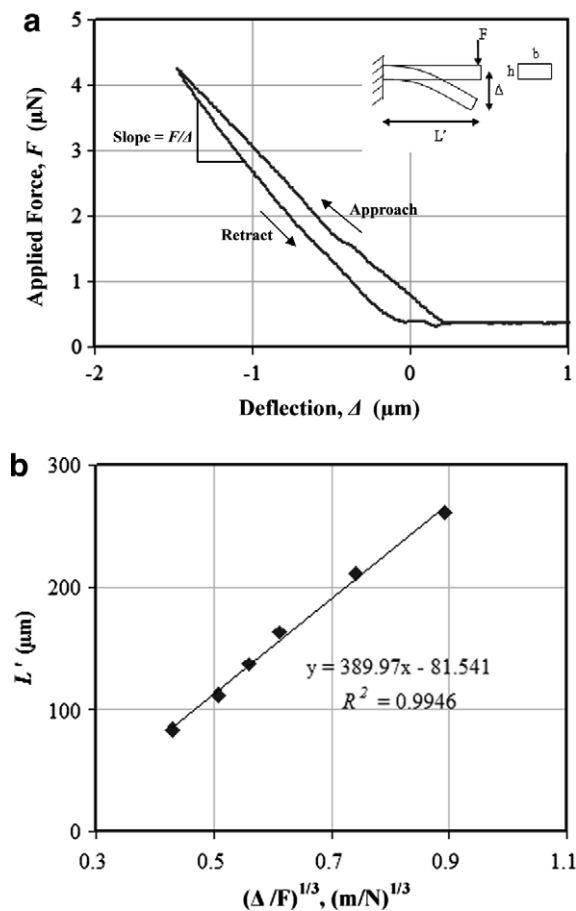 a
5
4
3
2
1
0
Applied Force, F (μN)
-2
-1
0
1
Deflection, Δ (μm)
Slope = F/Δ
Retract
Approach
F
b
h
Δ
L'
b
300
200
100
0
L' (μm)
y = 389.97x - 81.541
R² = 0.9946
0.3
0.5
0.7
0.9
1.1
(Δ/F)^{1/3}, (m/N)^{1/3}